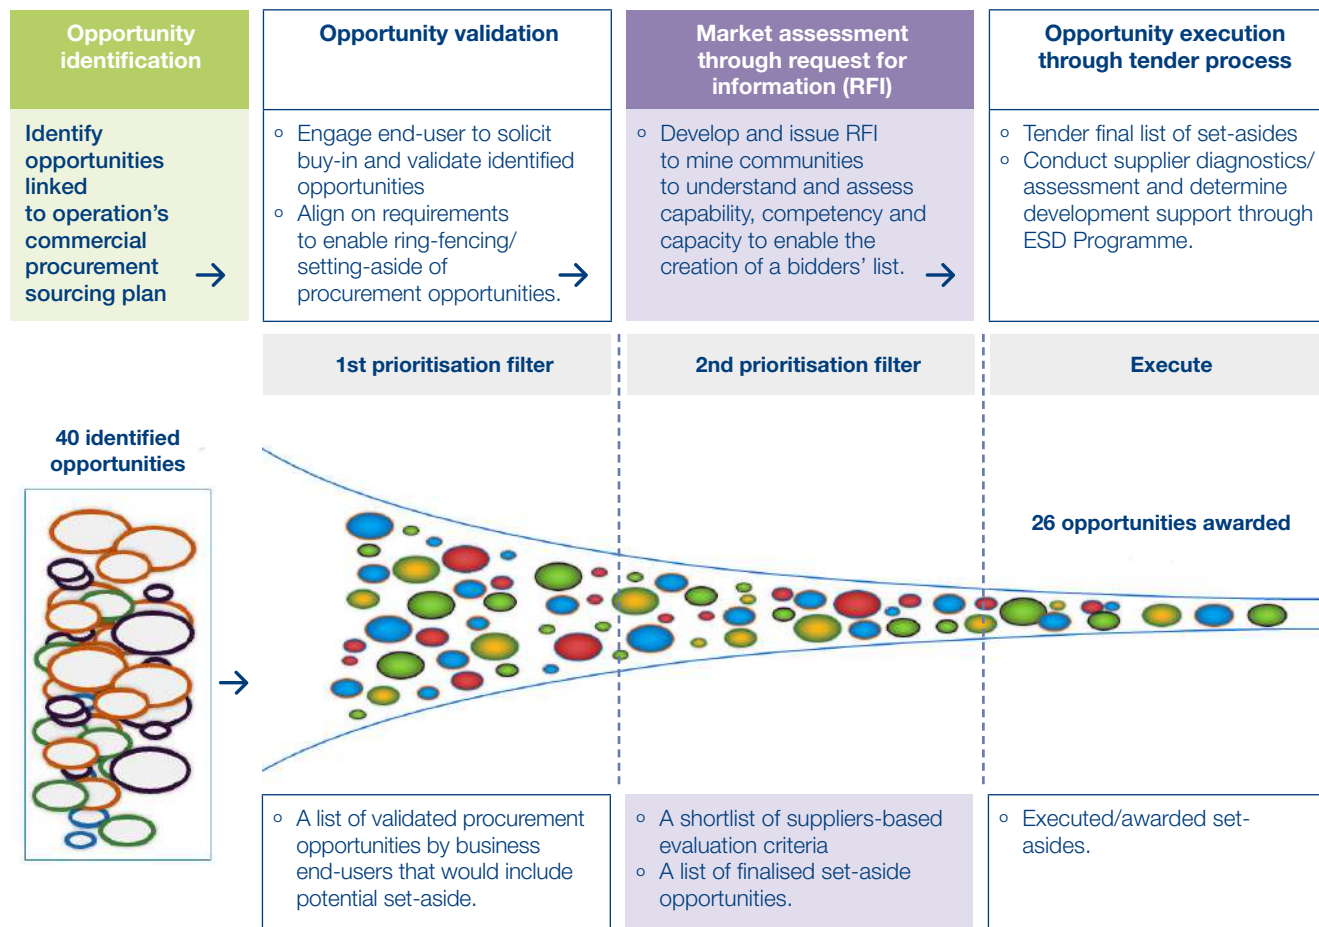 Opportunity
identification
Identify
opportunities
linked
to operation’s
commercial
procurement
sourcing plan
Opportunity validation
o Engage end-user to solicit
buy-in and validate identified
opportunities
o Align on requirements
to enable ring-fencing/
setting-aside of
procurement opportunities.
Market assessment
through request for
information (RFI)
o Develop and issue RFI
to mine communities
to understand and assess
capability, competency and
capacity to enable the
creation of a bidders’ list.
Opportunity execution
through tender process
o Tender final list of set-asides
o Conduct supplier diagnostics/
assessment and determine
development support through
ESD Programme.
1st prioritisation filter
2nd prioritisation filter
Execute
40 identified
opportunities
26 opportunities awarded
o A list of validated procurement
opportunities by business
end-users that would include
potential set-aside.
o A shortlist of suppliers-based
evaluation criteria
o A list of finalised set-aside
opportunities.
o Executed/awarded set-
asides.